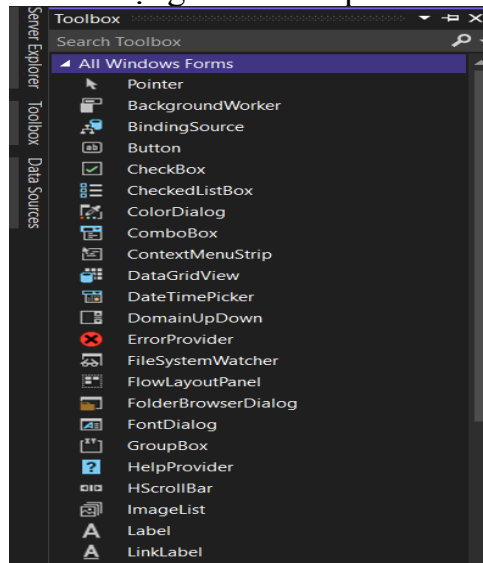 Server Explorer
Toolbox
Data Sources
Toolbox
Search Toolbox
All Windows Forms
Pointer
BackgroundWorker
BindingSource
Button
CheckBox
CheckedListBox
ColorDialog
ComboBox
ContextMenuStrip
DataGridView
DateTimePicker
DomainUpDown
ErrorProvider
FileSystemWatcher
FlowLayoutPanel
FolderBrowserDialog
FontDialog
GroupBox
HelpProvider
HScrollBar
ImageList
Label
LinkLabel